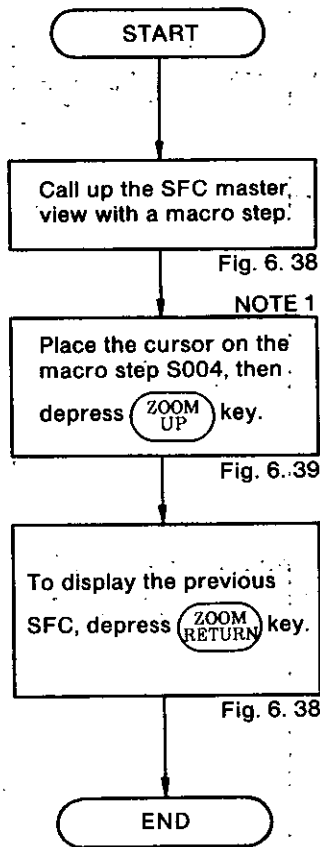 START
Call up the SFC master
view with a macro step.
Fig. 6. 38
NOTE 1
Place the cursor on the
macro step S004, then
depress ZOOM UP key.
Fig. 6. 39
To display the previous
SFC, depress ZOOM RETURN key.
Fig. 6. 38
END